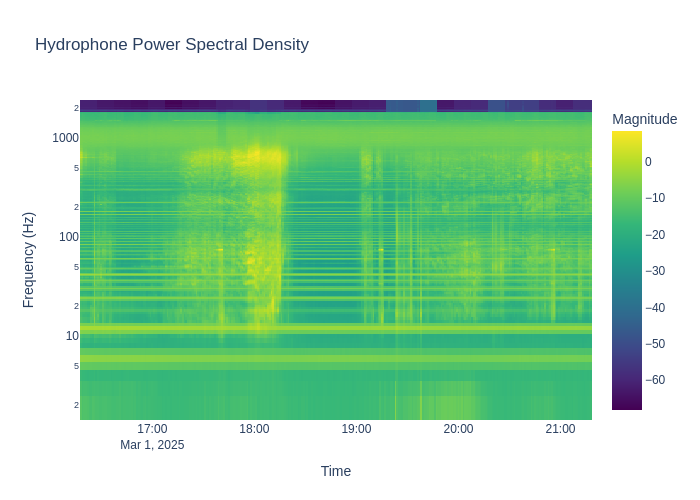 Hydrophone Power Spectral Density
Magnitude
2
1000
5
2
100
5
2
10
5
2
Frequency (Hz)
0
−10
−20
−30
−40
−50
−60
17:00 18:00 19:00 20:00 21:00
Mar 1, 2025
Time